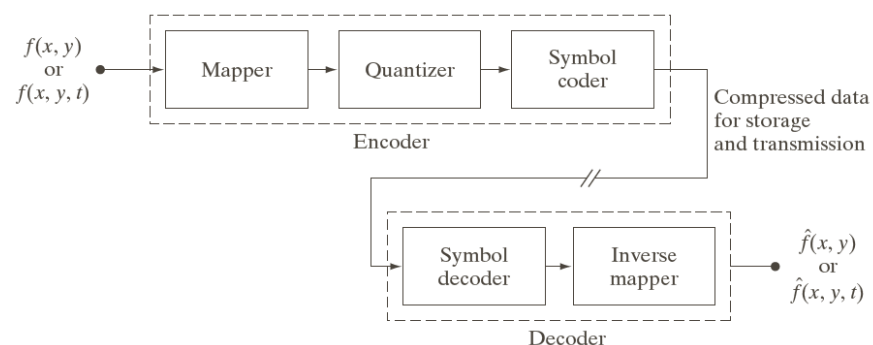 f(x, y)
or
f(x, y, t)
Mapper
Quantizer
Symbol
coder
Encoder
Compressed data
for storage
and transmission
Symbol
decoder
Inverse
mapper
Decoder
f̂(x, y)
or
f̂(x, y, t)